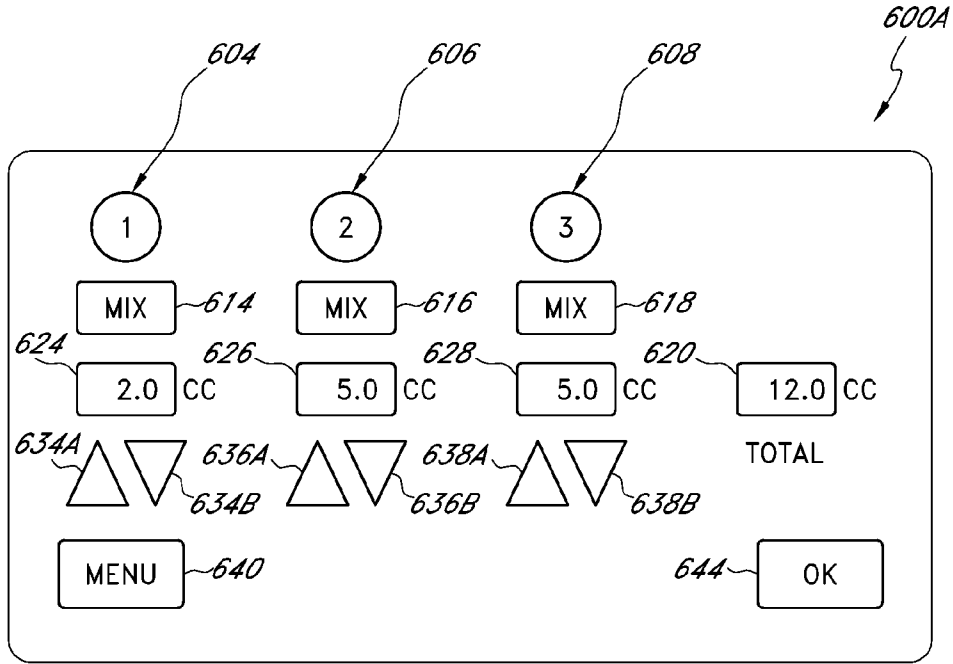 600A
604 606 608
1 2 3
MIX 614 MIX 616 MIX 618
624 626 628 620
2.0 CC 5.0 CC 5.0 CC 12.0 CC
634A 636A 638A TOTAL
634B 636B 638B
MENU 640 644 OK